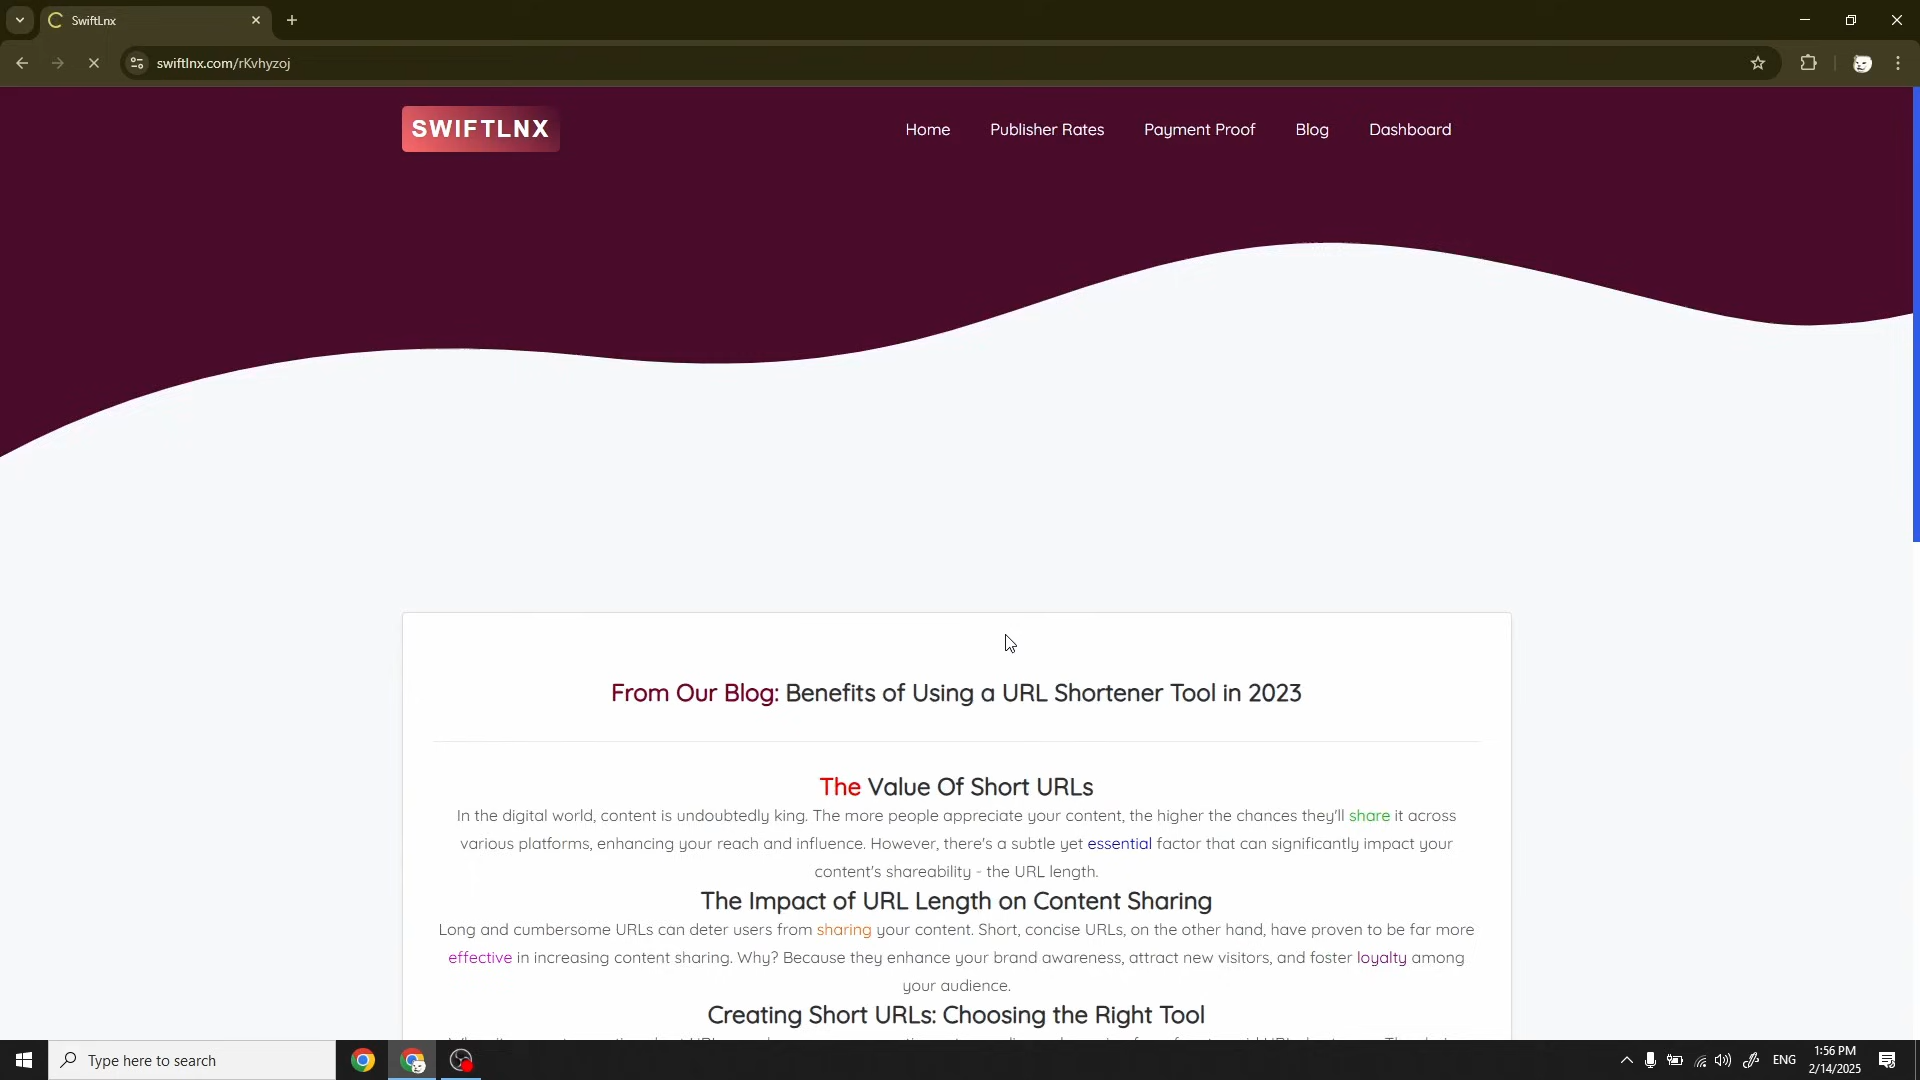 SwiftLnx
swiftlnx.com/rKvhyzoj
SWIFTLNX
Home
Publisher Rates
Payment Proof
Blog
Dashboard
From Our Blog: Benefits of Using a URL Shortener Tool in 2023
The Value Of Short URLs
In the digital world, content is undoubtedly king. The more people appreciate your content, the higher the chances they'll share it across
various platforms, enhancing your reach and influence. However, there's a subtle yet essential factor that can significantly impact your
content's shareability - the URL length.
The Impact of URL Length on Content Sharing
Long and cumbersome URLs can deter users from sharing your content. Short, concise URLs, on the other hand, have proven to be far more
effective in increasing content sharing. Why? Because they enhance your brand awareness, attract new visitors, and foster loyalty among
your audience.
Creating Short URLs: Choosing the Right Tool
Type here to search
ENG
1:56 PM
2/14/2025